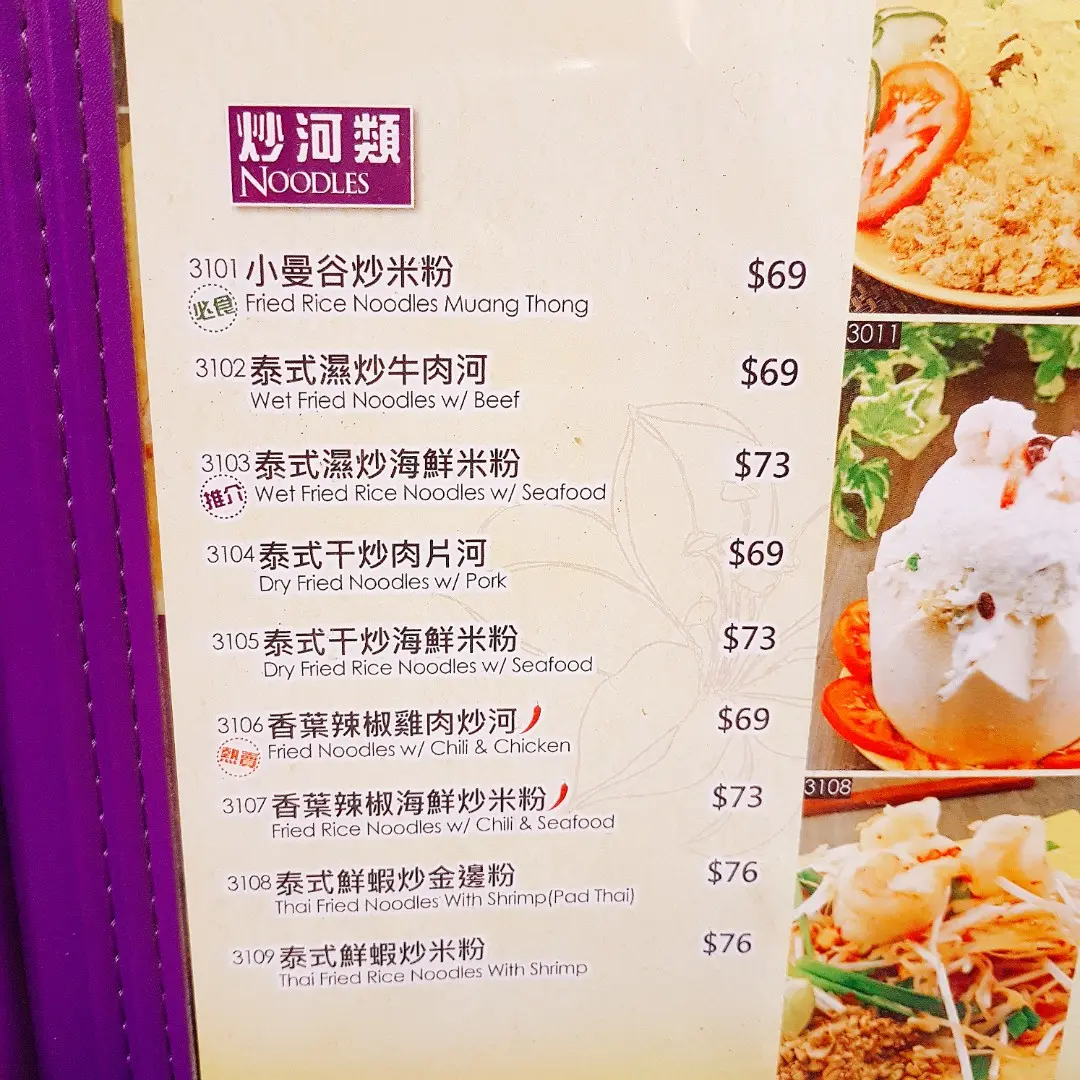 炒河類
NOODLES
3101 小曼谷炒米粉 $69
必食 Fried Rice Noodles Muang Thong
3102 泰式濕炒牛肉河 $69
Wet Fried Noodles w/ Beef
3103 泰式濕炒海鮮米粉 $73
推介 Wet Fried Rice Noodles w/ Seafood
3104 泰式干炒肉片河 $69
Dry Fried Noodles w/ Pork
3105 泰式干炒海鮮米粉 $73
Dry Fried Rice Noodles w/ Seafood
3106 香葉辣椒雞肉炒河 $69
熱賣 Fried Noodles w/ Chili & Chicken
3107 香葉辣椒海鮮炒米粉 $73
Fried Rice Noodles w/ Chili & Seafood
3108 泰式鮮蝦炒金邊粉 $76
Thai Fried Noodles With Shrimp(Pad Thai)
3109 泰式鮮蝦炒米粉 $76
Thai Fried Rice Noodles With Shrimp
3011
3108